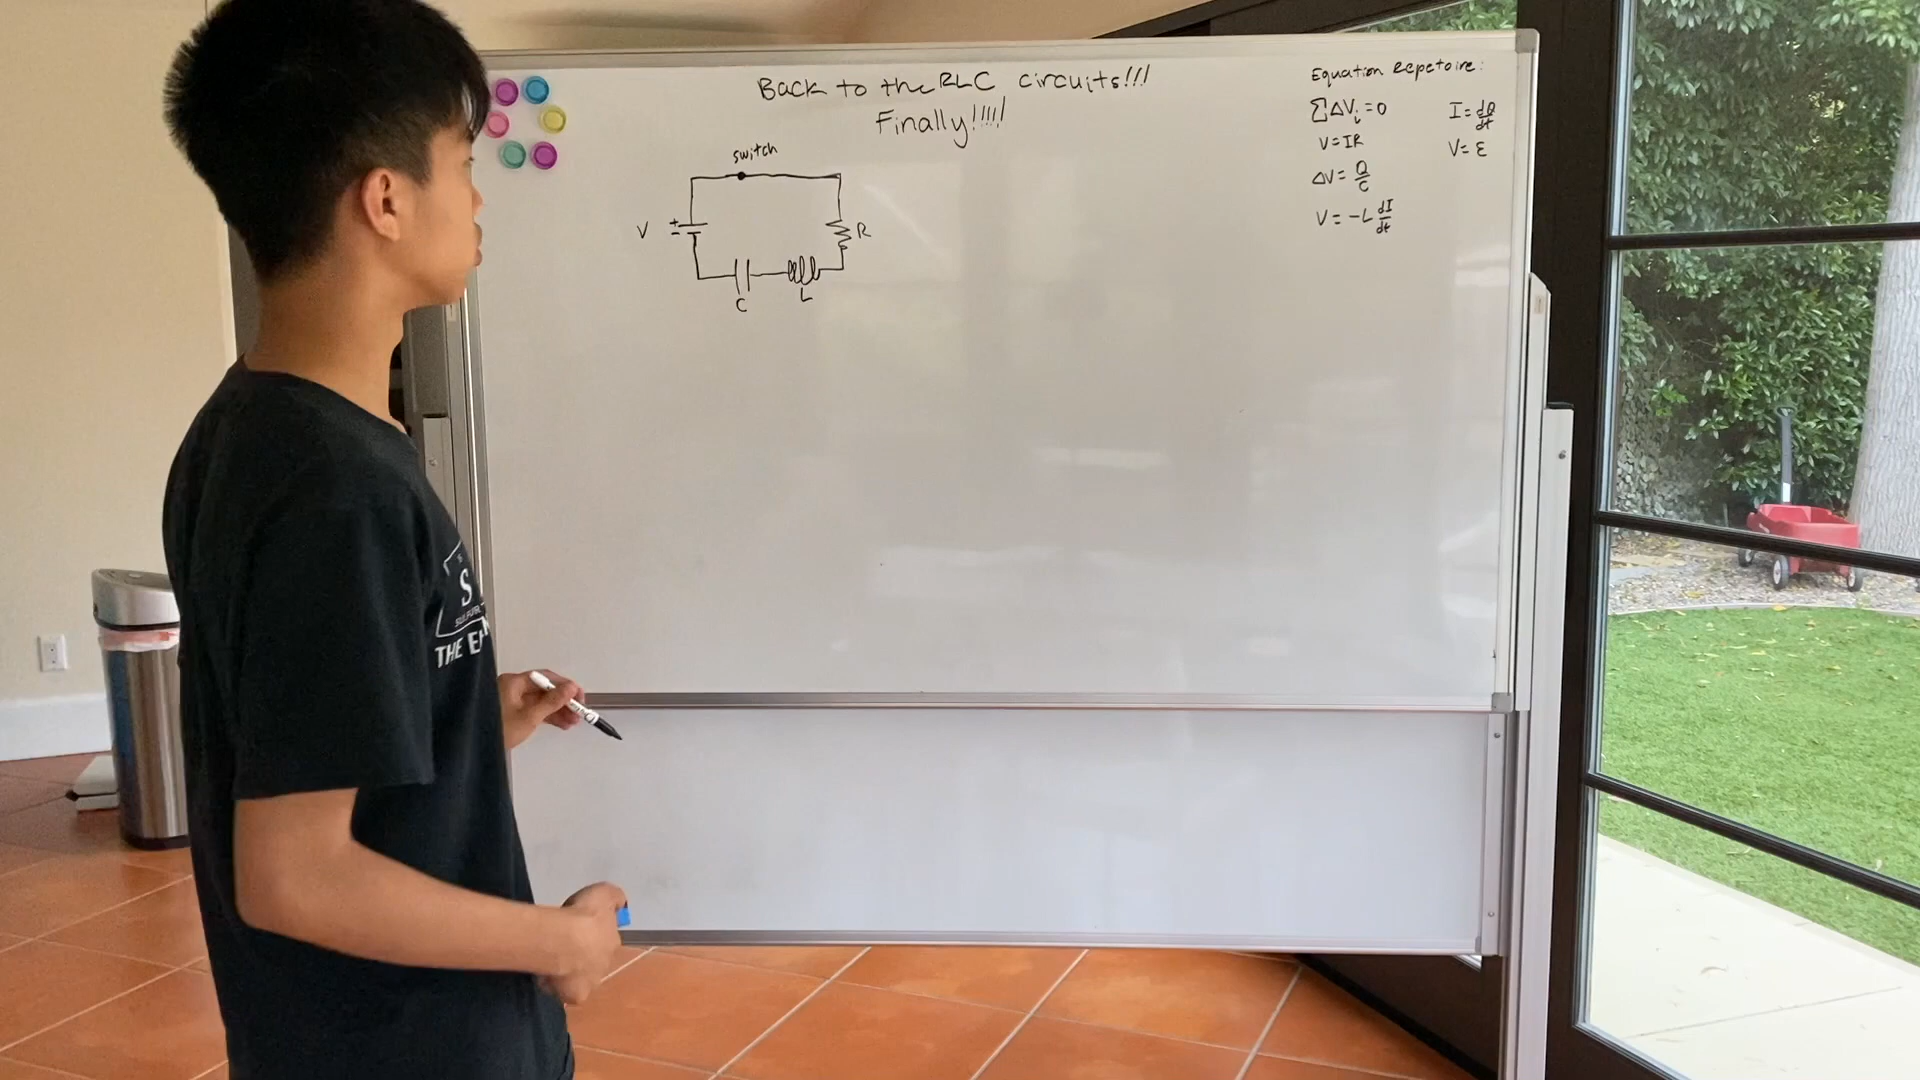 Back to the RLC circuits!!!
Finally!!!!!
switch
V
+
-
R
C
L
Equation Repetoire:
∑ΔVᵢ=0
V=IR
ΔV=Q/C
V=-L dI/dt
I=dQ/dt
V=ε
S
THE